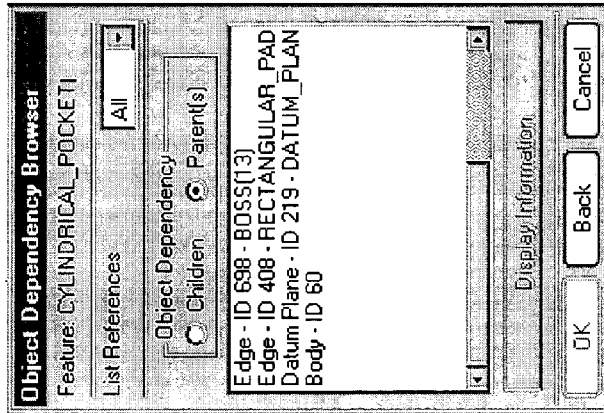 Object Dependency Browser
Feature: CYLINDRICAL_POCKET(
List References
All
Object Dependency
Children
Parent(s)
Edge - ID 698 - BOSS(13)
Edge - ID 408 - RECTANGULAR_PAD
Datum Plane - ID 219 - DATUM_PLAN
Body - ID 60
Display Information
OK
Back
Cancel